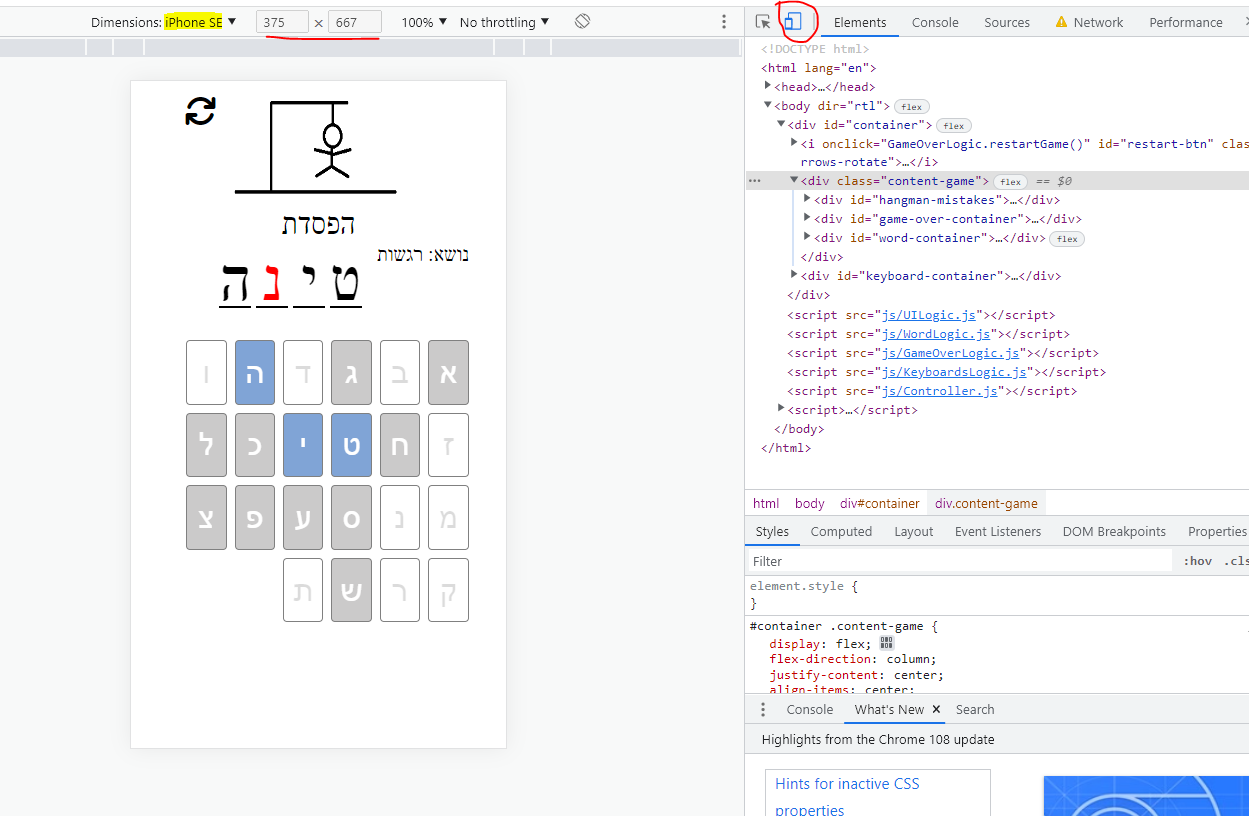 Dimensions: iPhone SE ▼ 375 × 667 100% ▼ No throttling ▼
הפסדת
נושא: רגשות
ט י נ ה
א ב ג ד ה ו
ז ח ט י כ ל
מ נ ס ע פ צ
ק ר ש ת
Elements Console Sources Network Performance
<!DOCTYPE html>
<html lang="en">
<head>…</head>
<body dir="rtl"> flex
<div id="container"> flex
<i onclick="GameOverLogic.restartGame()" id="restart-btn" clas
rrows-rotate">…</i>
<div class="content-game"> flex == $0
<div id="hangman-mistakes">…</div>
<div id="game-over-container">…</div>
<div id="word-container">…</div> flex
</div>
<div id="keyboard-container">…</div>
</div>
<script src="js/UILogic.js"></script>
<script src="js/WordLogic.js"></script>
<script src="js/GameOverLogic.js"></script>
<script src="js/KeyboardsLogic.js"></script>
<script src="js/Controller.js"></script>
<script>…</script>
</body>
</html>
html body div#container div.content-game
Styles Computed Layout Event Listeners DOM Breakpoints Properties
Filter :hov .cls
element.style {
}
#container .content-game {
display: flex;
flex-direction: column;
justify-content: center;
align-items: center;
Console What's New × Search
Highlights from the Chrome 108 update
Hints for inactive CSS
properties